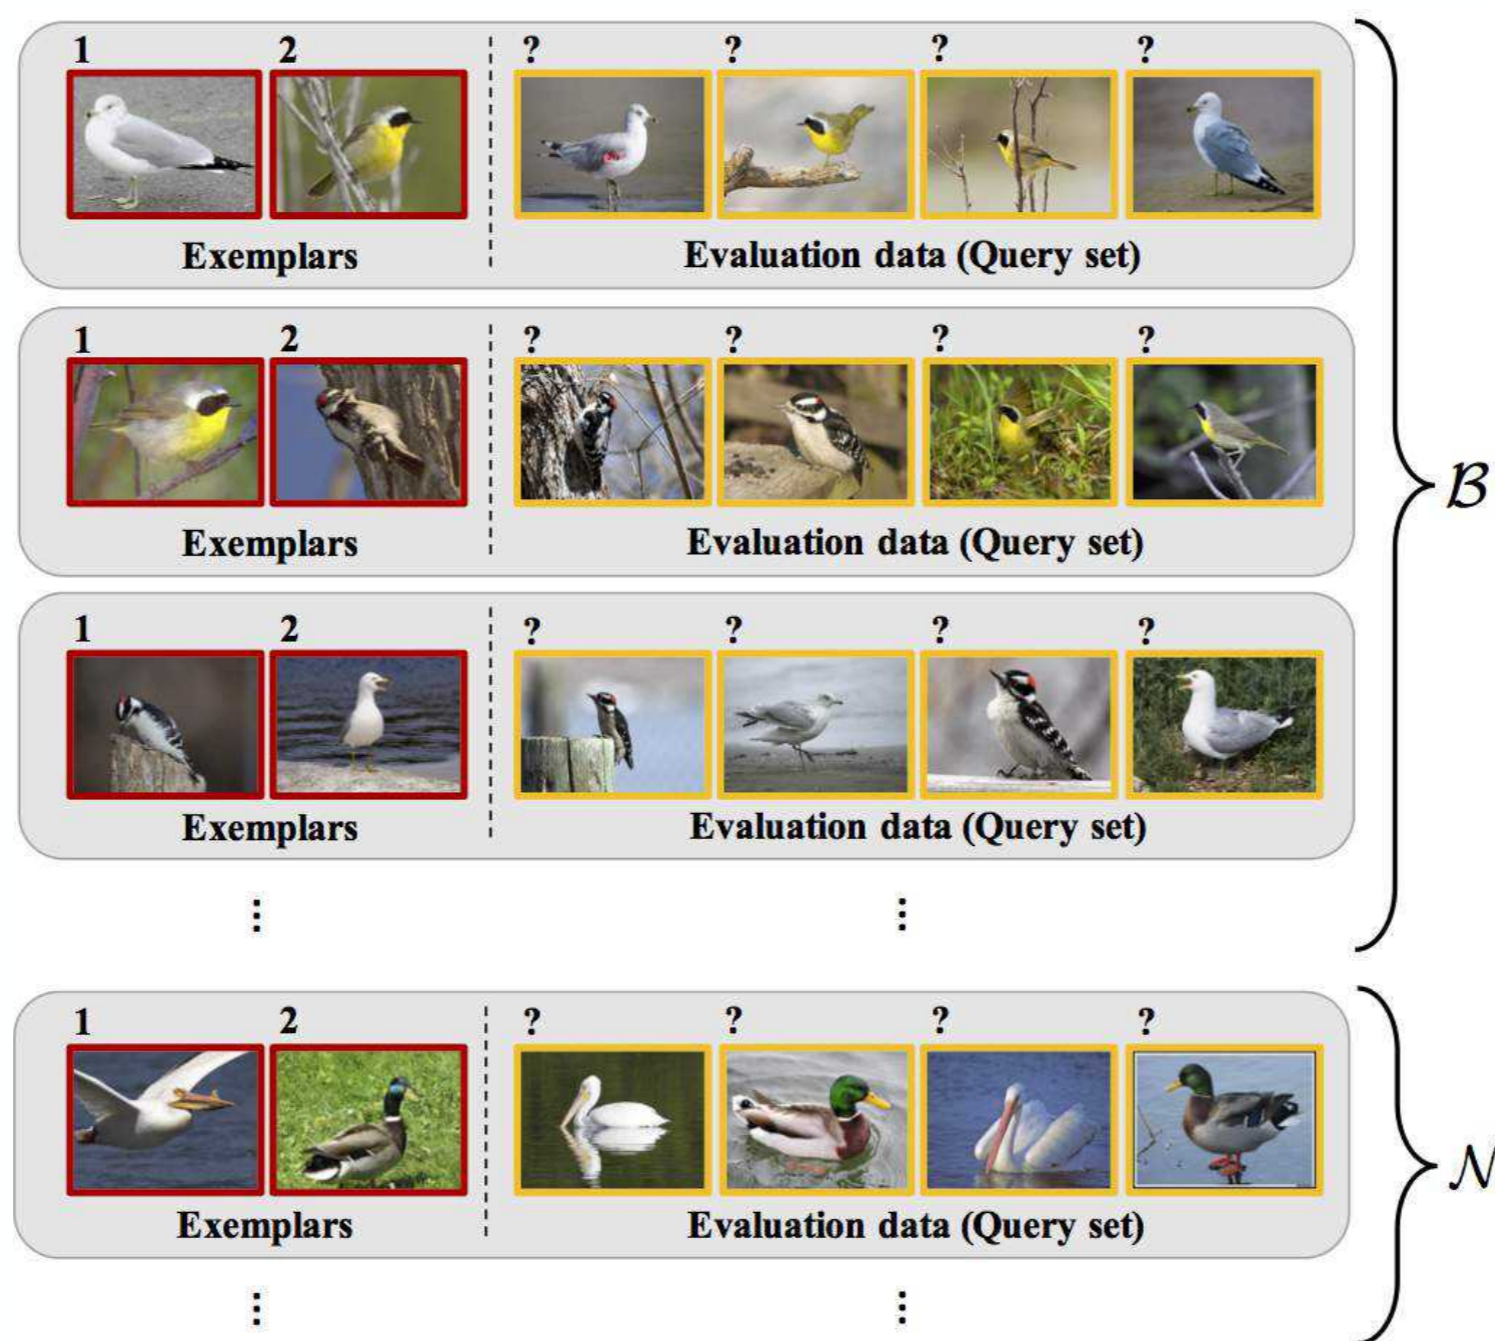 1 2 ? ? ? ?
Exemplars Evaluation data (Query set)
1 2 ? ? ? ?
Exemplars Evaluation data (Query set)
ℬ
1 2 ? ? ? ?
Exemplars Evaluation data (Query set)
⋮ ⋮
1 2 ? ? ? ?
𝒩
Exemplars Evaluation data (Query set)
⋮ ⋮